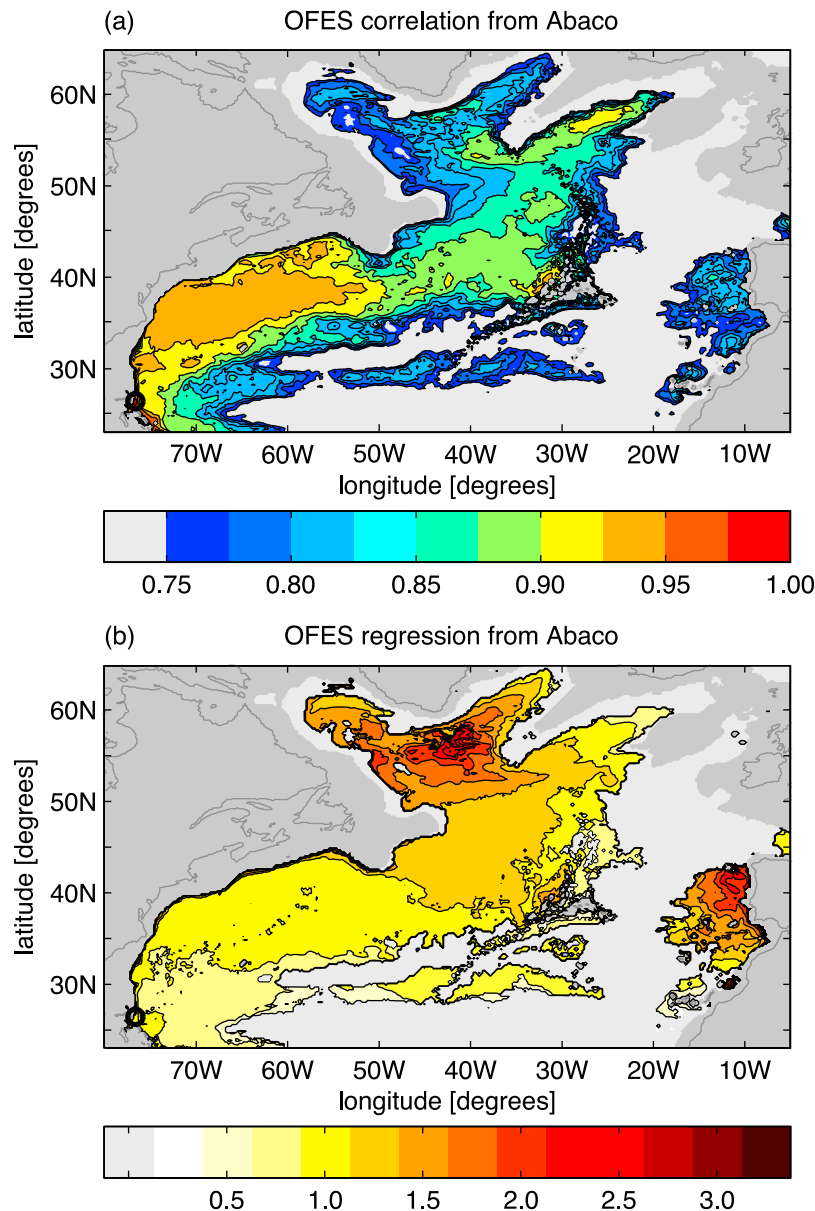 (a) OFES correlation from Abaco
latitude [degrees]
60N
50N
40N
30N
70W 60W 50W 40W 30W 20W 10W
longitude [degrees]
0.75 0.80 0.85 0.90 0.95 1.00
(b) OFES regression from Abaco
latitude [degrees]
60N
50N
40N
30N
70W 60W 50W 40W 30W 20W 10W
longitude [degrees]
0.5 1.0 1.5 2.0 2.5 3.0